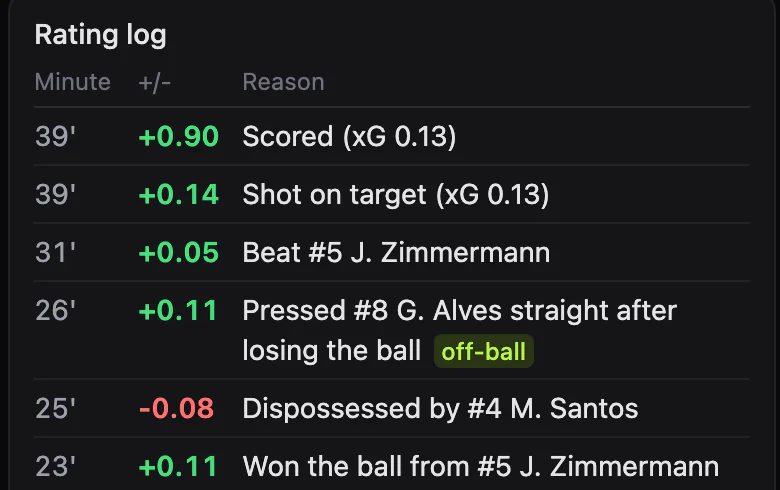 Rating log
Minute +/- Reason
39' +0.90 Scored (xG 0.13)
39' +0.14 Shot on target (xG 0.13)
31' +0.05 Beat #5 J. Zimmermann
26' +0.11 Pressed #8 G. Alves straight after
losing the ball off-ball
25' -0.08 Dispossessed by #4 M. Santos
23' +0.11 Won the ball from #5 J. Zimmermann